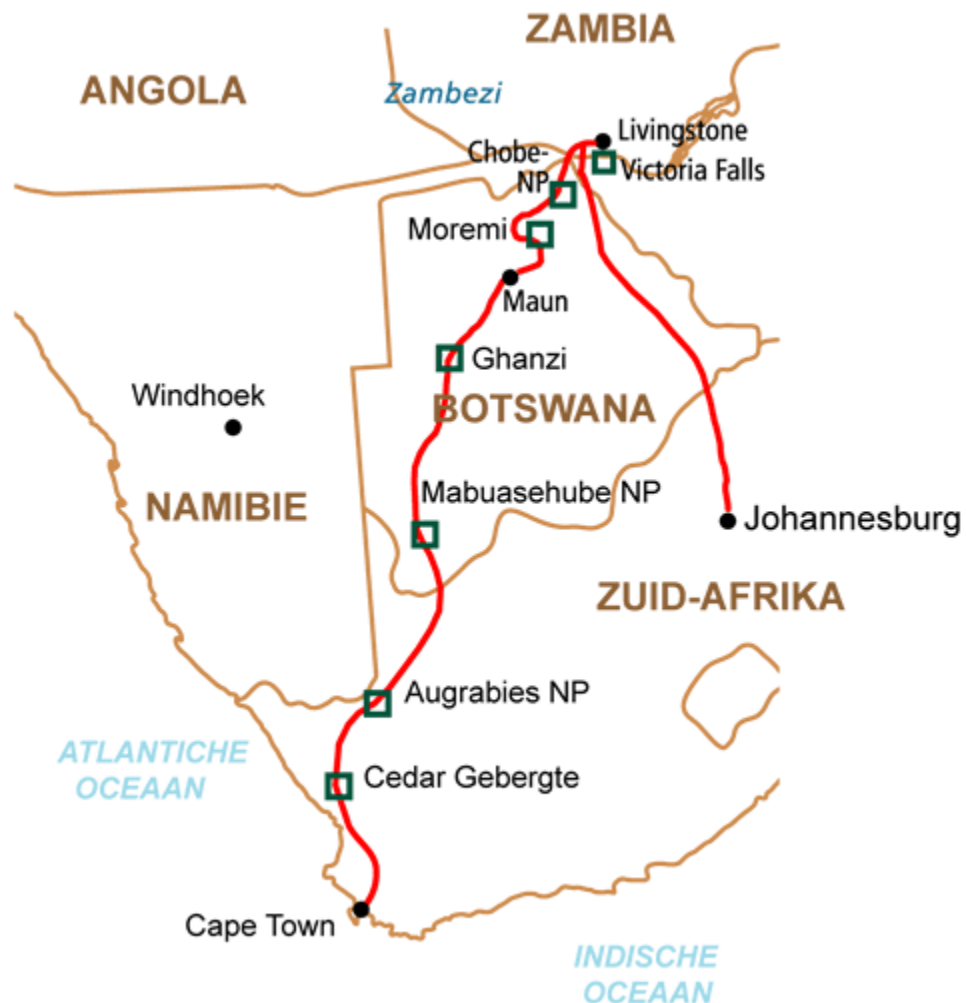 ZAMBIA
ANGOLA
Zambezi
Livingstone
Chobe-
NP
Victoria Falls
Moremi
Maun
Ghanzi
Windhoek
BOTSWANA
Mabuasehube NP
NAMIBIE
Johannesburg
ZUID-AFRIKA
Augrabies NP
ATLANTICHE
OCEAAN
Cedar Gebergte
Cape Town
INDISCHE
OCEAAN